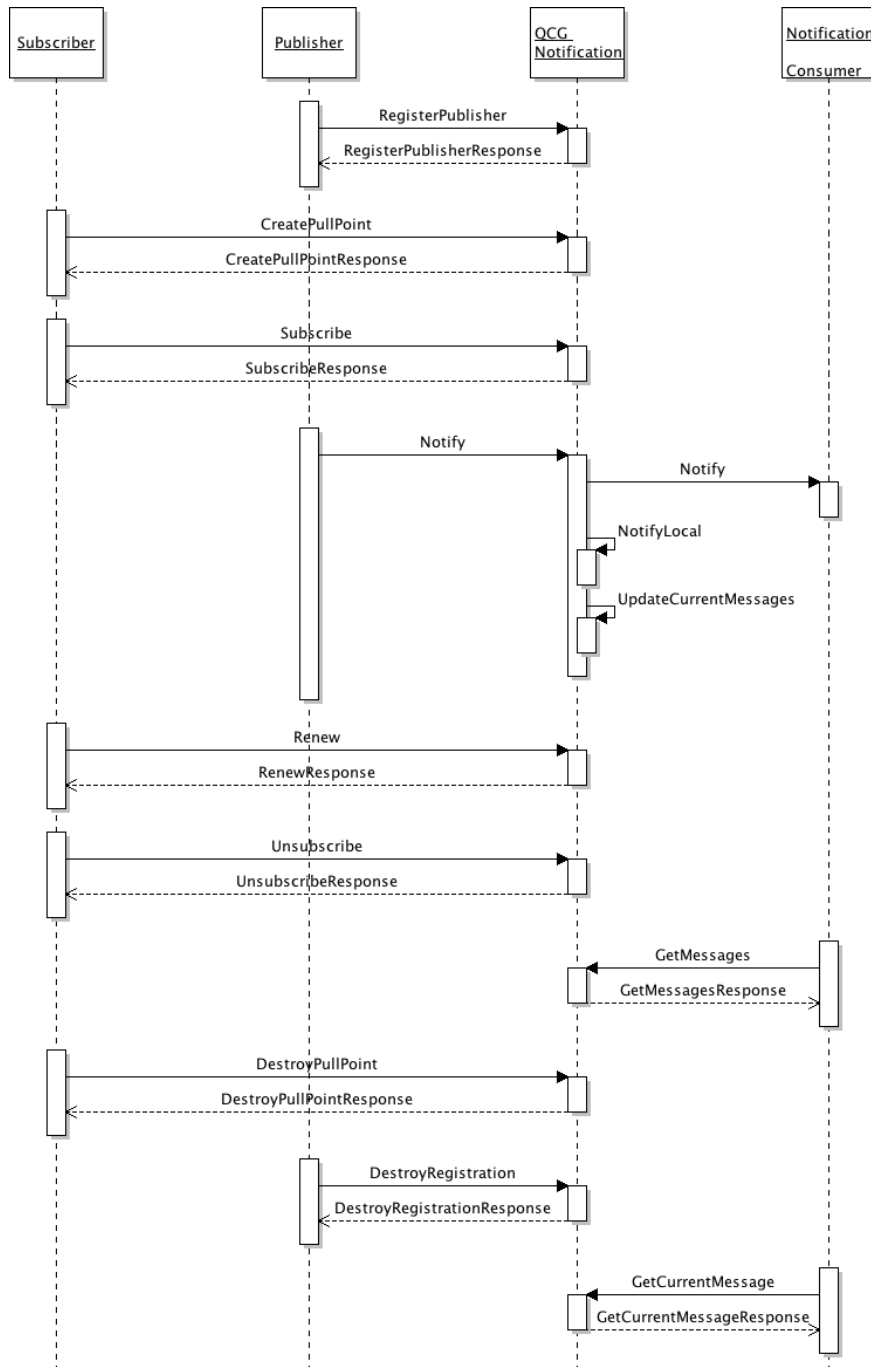 Subscriber
Publisher
QCG
Notification
Notification
Consumer
RegisterPublisher
RegisterPublisherResponse
CreatePullPoint
CreatePullPointResponse
Subscribe
SubscribeResponse
Notify
Notify
NotifyLocal
UpdateCurrentMessages
Renew
RenewResponse
Unsubscribe
UnsubscribeResponse
GetMessages
GetMessagesResponse
DestroyPullPoint
DestroyPullPointResponse
DestroyRegistration
DestroyRegistrationResponse
GetCurrentMessage
GetCurrentMessageResponse